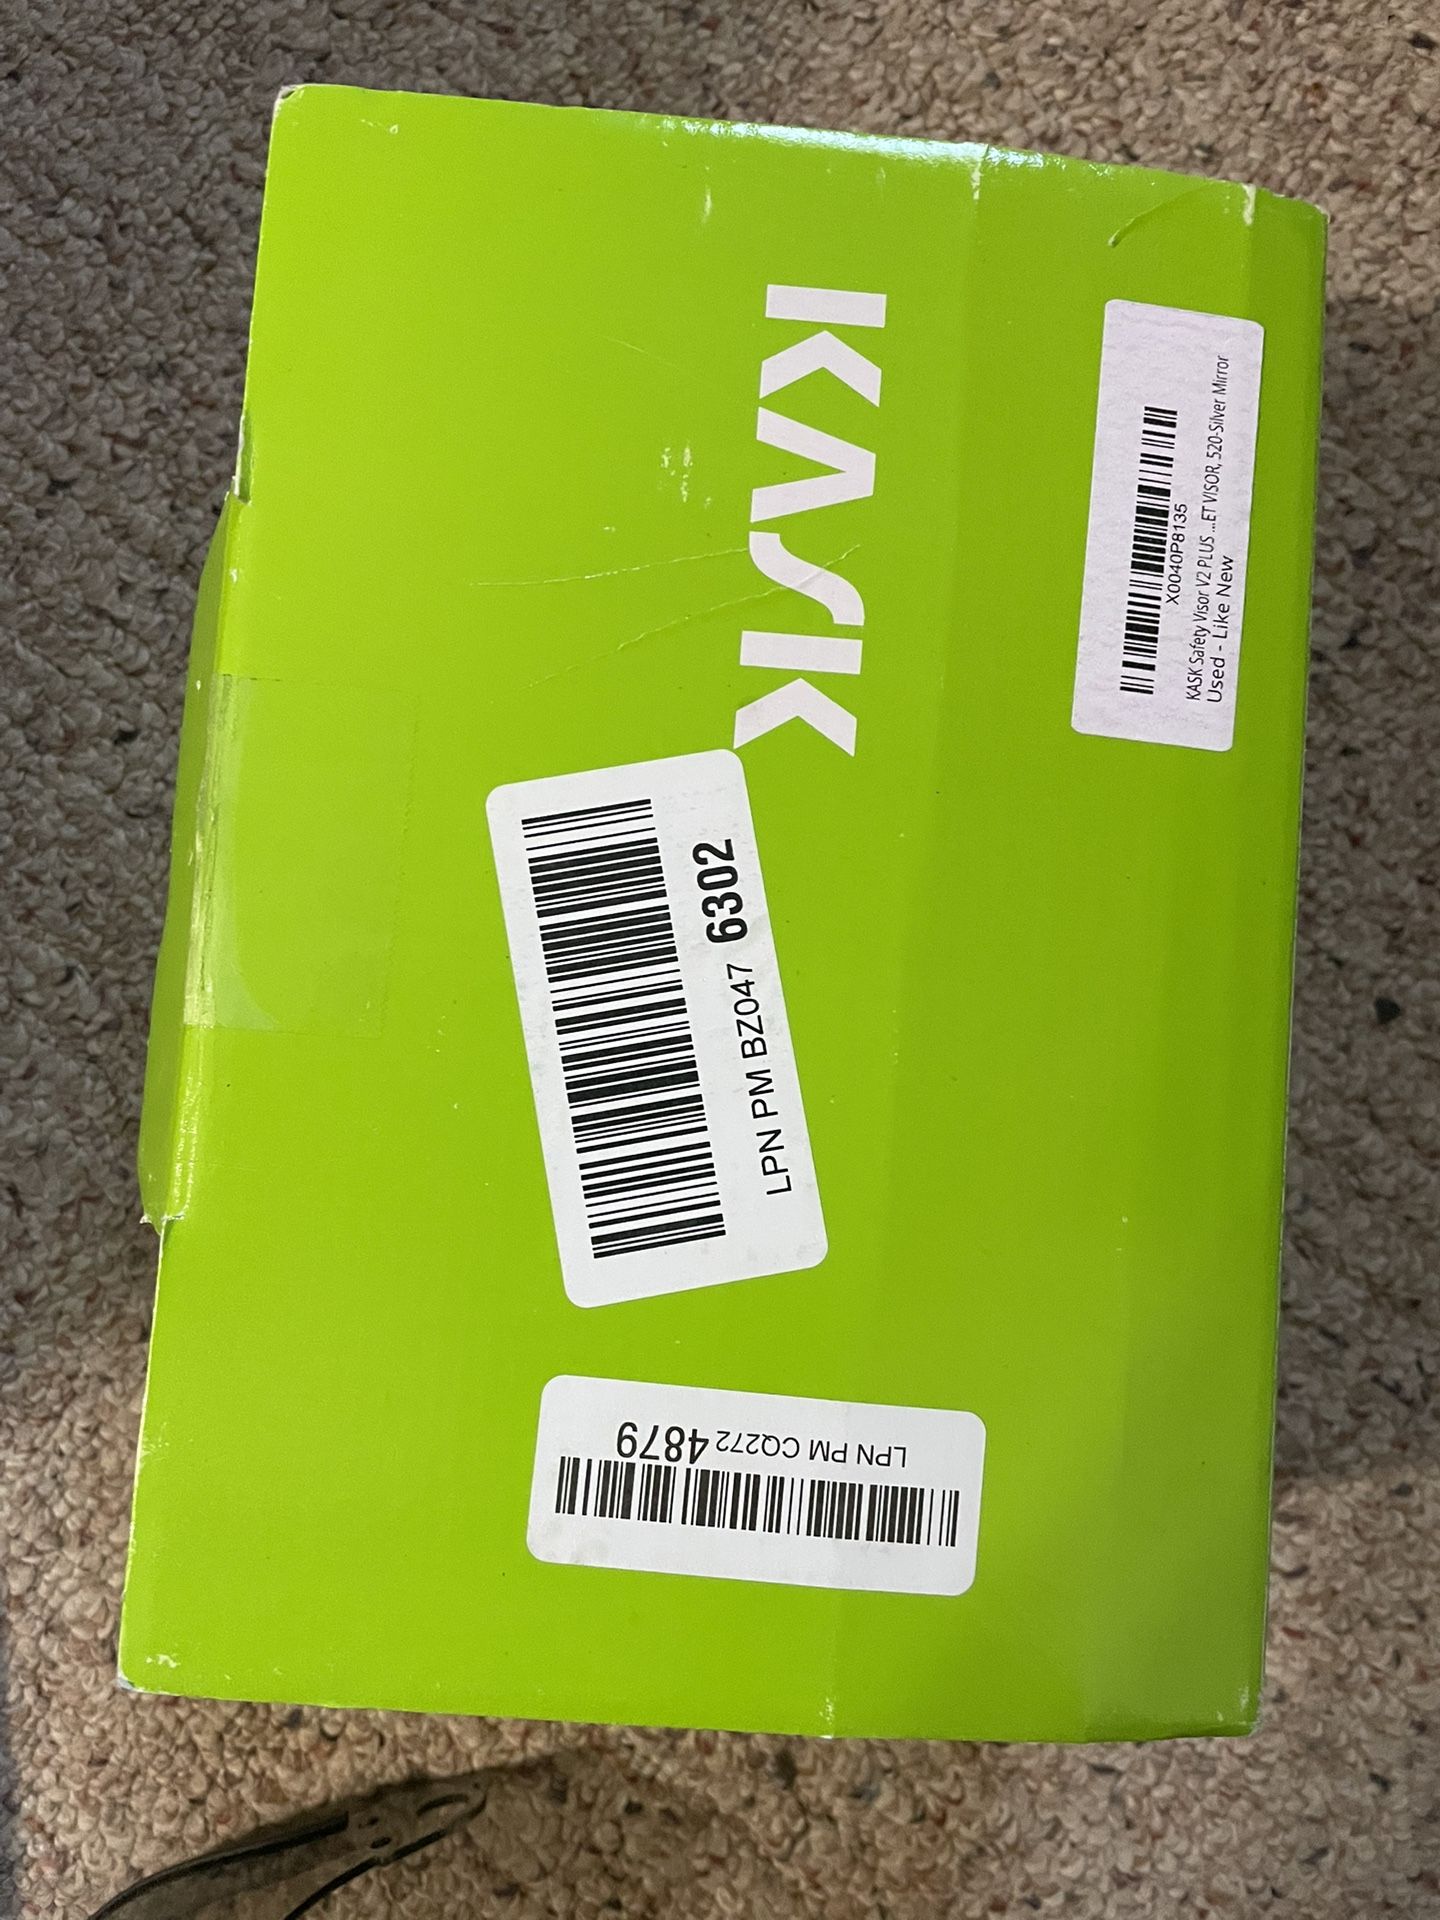 KASK
X0040P8135
KASK Safety Visor V2 PLUS ...ET VISOR, 520-Silver Mirror
Used - Like New
LPN PM BZ047 6302
LPN PM CQ272 4879